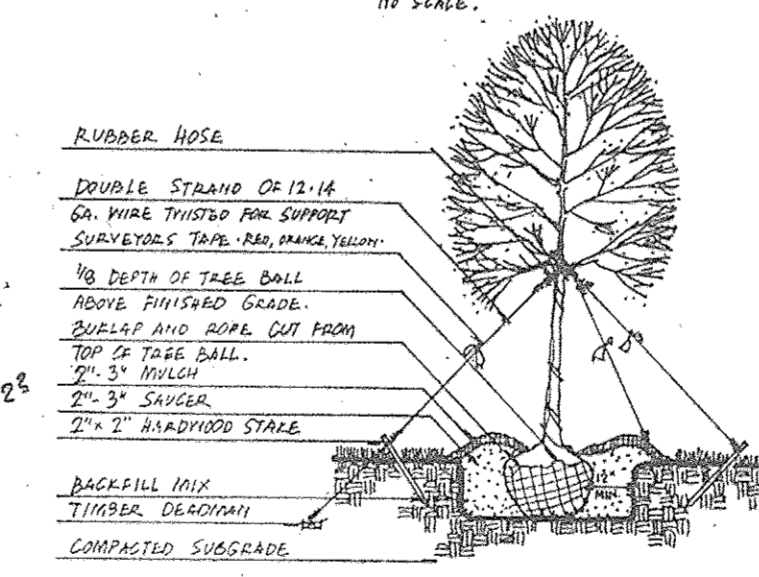 NO SCALE.
RUBBER HOSE
DOUBLE STRAND OF 12-14
GA. WIRE TWISTED FOR SUPPORT
SURVEYORS TAPE - RED, ORANGE, YELLOW.
1/8 DEPTH OF TREE BALL
ABOVE FINISHED GRADE.
BURLAP AND ROPE CUT FROM
TOP OF TREE BALL.
2"-3" MULCH
2"-3" SAUCER
2"x 2" HARDWOOD STAKE
BACKFILL MIX
TIMBER DEADMAN
COMPACTED SUBGRADE
12"
MIN.